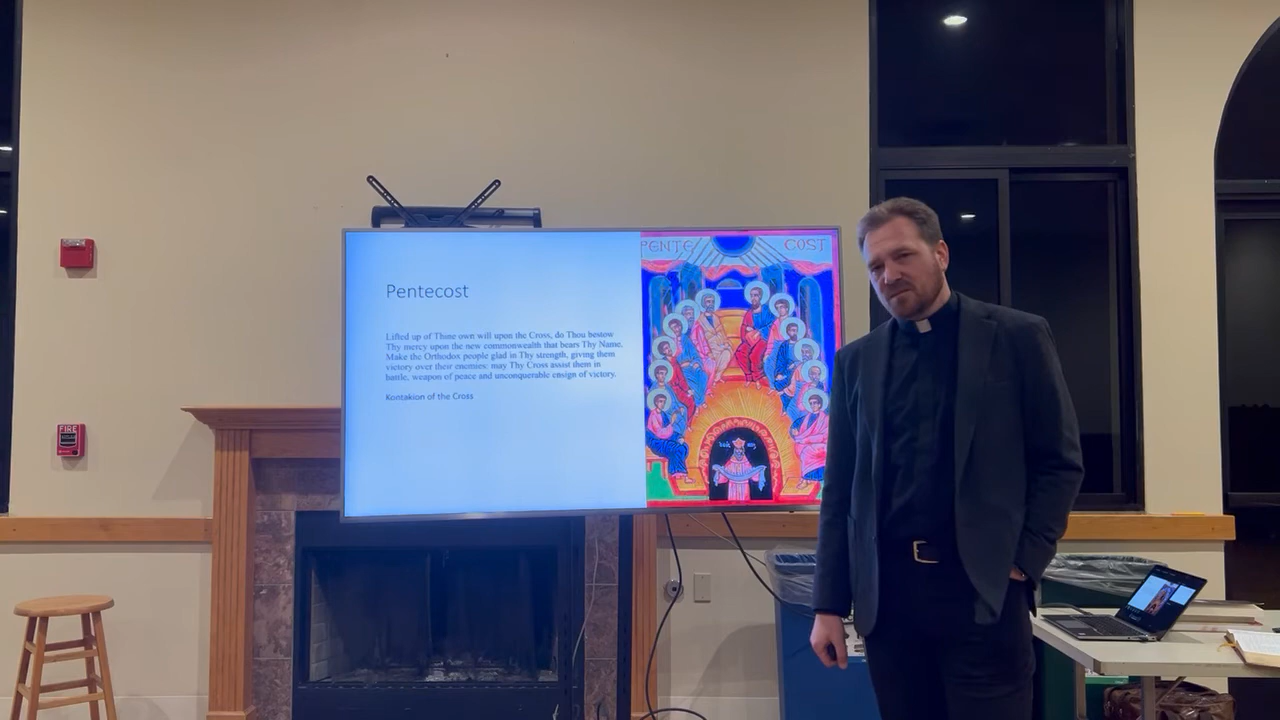 FIRE
Pentecost
Lifted up of Thine own will upon the Cross, do Thou bestow
Thy mercy upon the new commonwealth that bears Thy Name.
Make the Orthodox people glad in Thy strength, giving them
victory over their enemies: may Thy Cross assist them in
battle, weapon of peace and unconquerable ensign of victory.
Kontakion of the Cross
PENTE COST